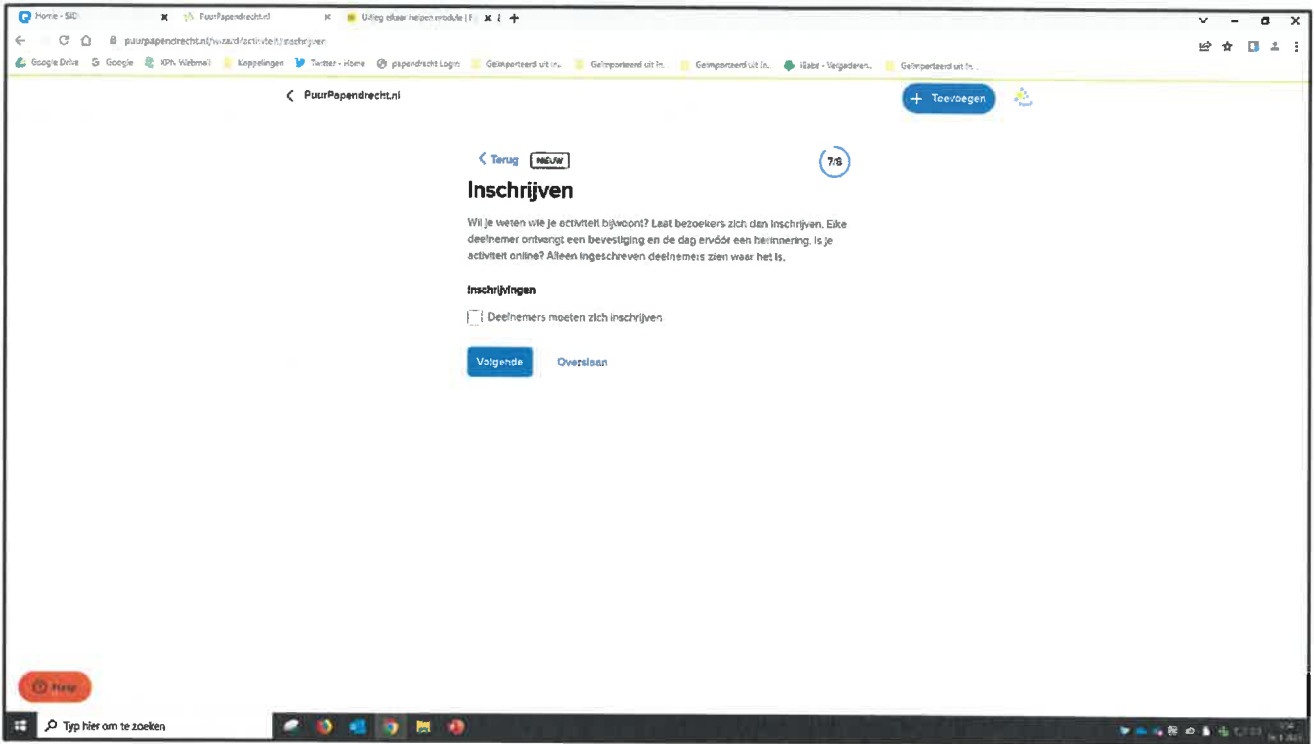 Home - SID
PuurPapendrecht.nl
Uitleg elkaar helpen module | F
puurpapendrecht.nl/wizard/activiteit/inschrijven
Google Drive
Google
KPN Webmail
Koppelingen
Twitter - Home
papendrecht Login
Geïmporteerd uit In...
Geïmporteerd uit In...
Geïmporteerd uit In...
iBabs - Vergaderen...
Geïmporteerd uit In...
PuurPapendrecht.nl
+ Toevoegen
Terug
NIEUW
7/8
Inschrijven
Wil je weten wie je activiteit bijwoont? Laat bezoekers zich dan inschrijven. Elke
deelnemer ontvangt een bevestiging en de dag ervóór een herinnering. Is je
activiteit online? Alleen ingeschreven deelnemers zien waar het is.
Inschrijvingen
Deelnemers moeten zich inschrijven
Volgende
Overslaan
Help
Typ hier om te zoeken